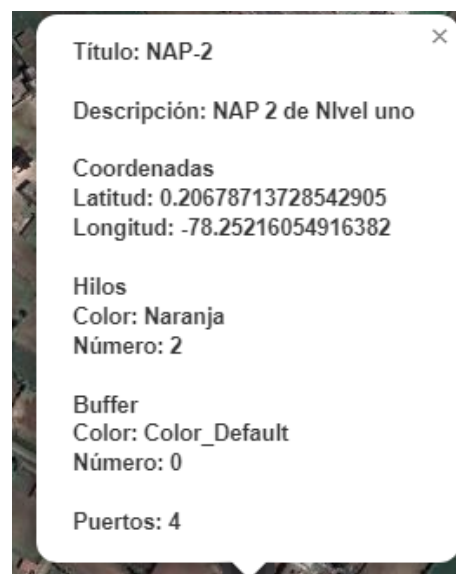 Título: NAP-2
Descripción: NAP 2 de NIvel uno
Coordenadas
Latitud: 0.20678713728542905
Longitud: -78.25216054916382
Hilos
Color: Naranja
Número: 2
Buffer
Color: Color_Default
Número: 0
Puertos: 4